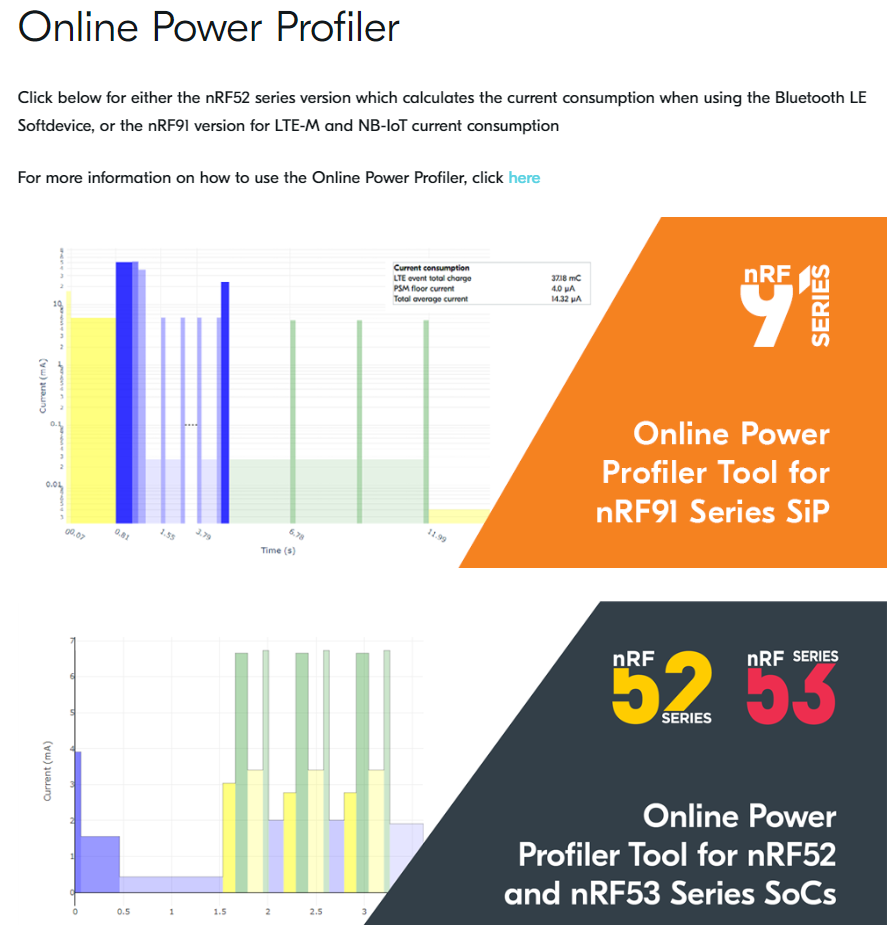 Online Power Profiler
Click below for either the nRF52 series version which calculates the current consumption when using the Bluetooth LE
Softdevice, or the nRF91 version for LTE-M and NB-IoT current consumption
For more information on how to use the Online Power Profiler, click here
Current consumption
LTE event total charge 37.18 mC
PSM floor current 4.0 µA
Total average current 14.32 µA
10
1
0.1
0.01
Current (mA)
0.07
0.81
1.55
3.79
6.78
11.99
Time (s)
nRF
91
SERIES
Online Power
Profiler Tool for
nRF91 Series SiP
7
6
5
4
3
2
1
0
Current (mA)
0 0.5 1 1.5 2 2.5 3
nRF
52
SERIES
nRF SERIES
53
Online Power
Profiler Tool for nRF52
and nRF53 Series SoCs